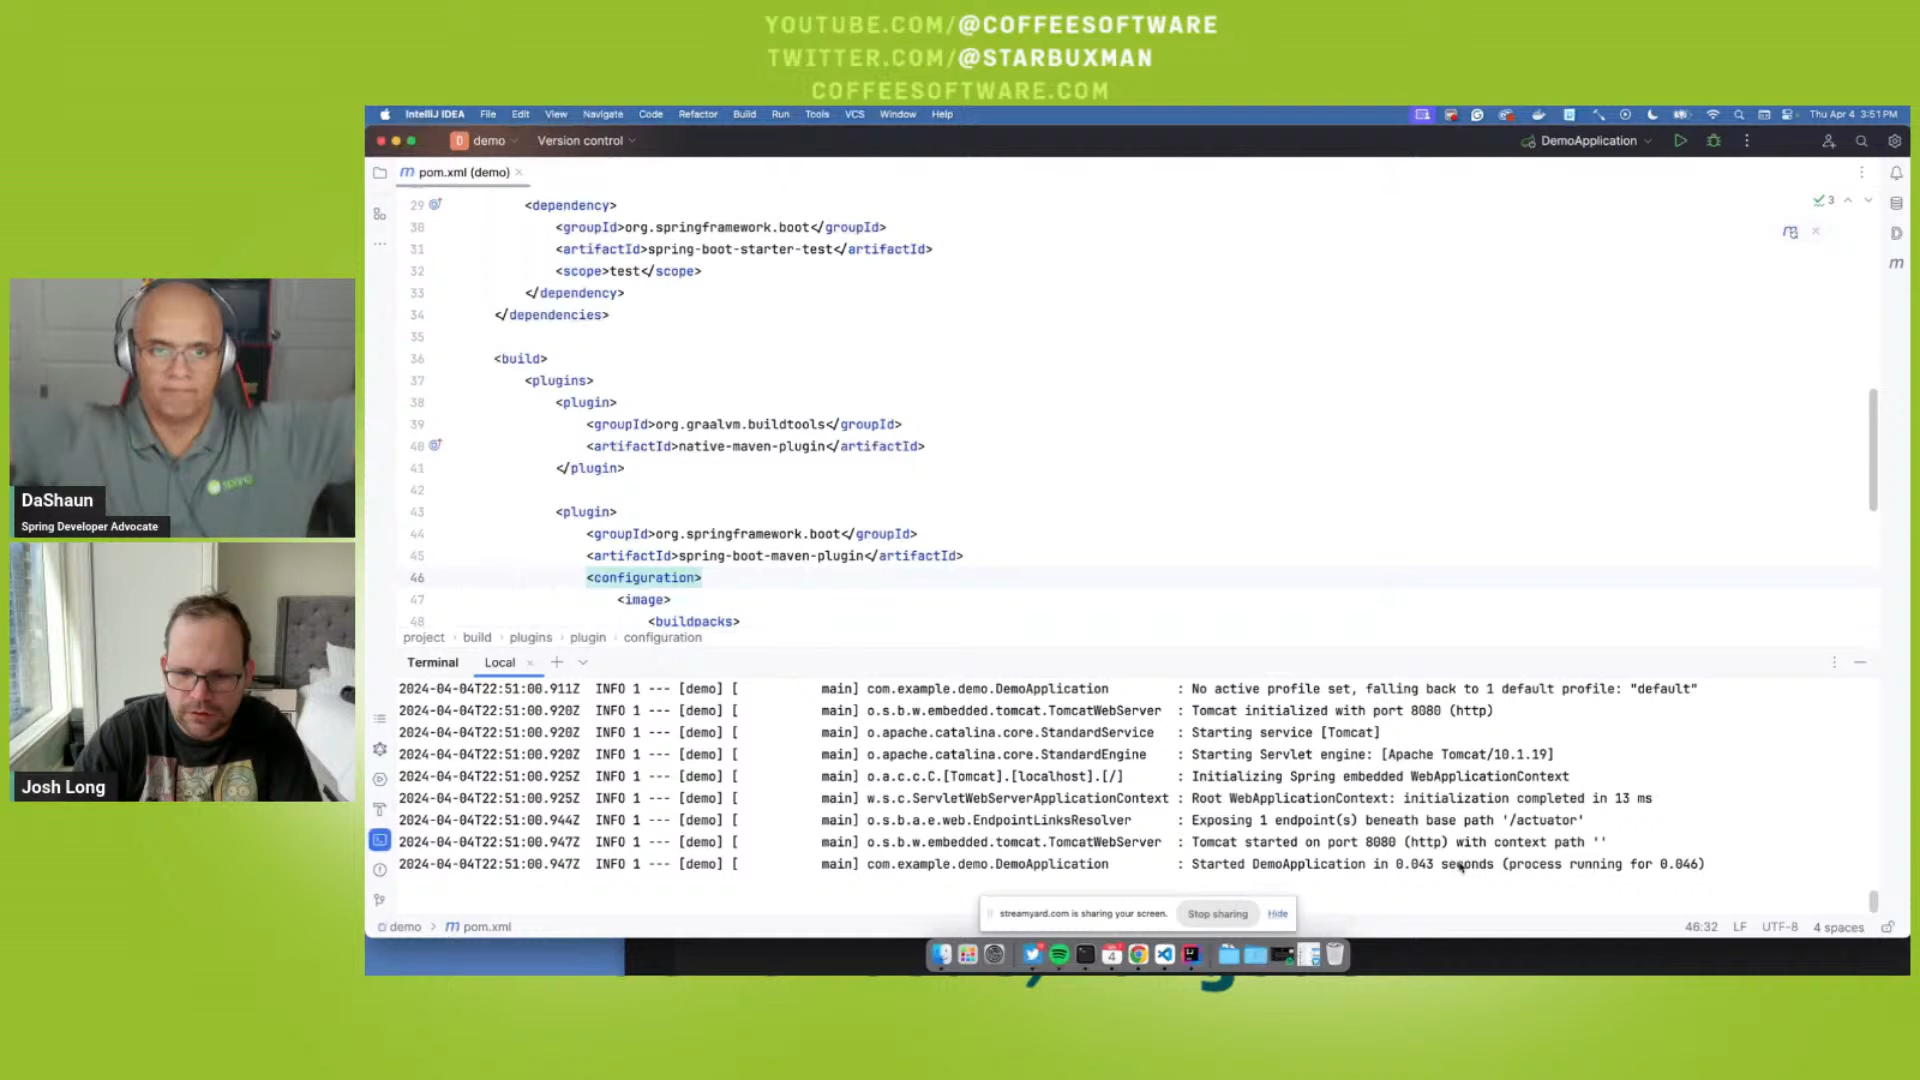 YOUTUBE.COM/@COFFEESOFTWARE
TWITTER.COM/@STARBUXMAN
COFFEESOFTWARE.COM
IntelliJ IDEA File Edit View Navigate Code Refactor Build Run Tools VCS Window Help
Thu Apr 4 3:51 PM
D demo Version control
DemoApplication
pom.xml (demo)
3
29 <dependency>
30 <groupId>org.springframework.boot</groupId>
31 <artifactId>spring-boot-starter-test</artifactId>
32 <scope>test</scope>
33 </dependency>
34 </dependencies>
35
36 <build>
37 <plugins>
38 <plugin>
39 <groupId>org.graalvm.buildtools</groupId>
40 <artifactId>native-maven-plugin</artifactId>
41 </plugin>
42
43 <plugin>
44 <groupId>org.springframework.boot</groupId>
45 <artifactId>spring-boot-maven-plugin</artifactId>
46 <configuration>
47 <image>
48 <buildpacks>
project › build › plugins › plugin › configuration
Terminal Local
2024-04-04T22:51:00.911Z INFO 1 --- [demo] [ main] com.example.demo.DemoApplication : No active profile set, falling back to 1 default profile: "default"
2024-04-04T22:51:00.920Z INFO 1 --- [demo] [ main] o.s.b.w.embedded.tomcat.TomcatWebServer : Tomcat initialized with port 8080 (http)
2024-04-04T22:51:00.920Z INFO 1 --- [demo] [ main] o.apache.catalina.core.StandardService : Starting service [Tomcat]
2024-04-04T22:51:00.920Z INFO 1 --- [demo] [ main] o.apache.catalina.core.StandardEngine : Starting Servlet engine: [Apache Tomcat/10.1.19]
2024-04-04T22:51:00.925Z INFO 1 --- [demo] [ main] o.a.c.c.C.[Tomcat].[localhost].[/] : Initializing Spring embedded WebApplicationContext
2024-04-04T22:51:00.925Z INFO 1 --- [demo] [ main] w.s.c.ServletWebServerApplicationContext : Root WebApplicationContext: initialization completed in 13 ms
2024-04-04T22:51:00.944Z INFO 1 --- [demo] [ main] o.s.b.a.e.web.EndpointLinksResolver : Exposing 1 endpoint(s) beneath base path '/actuator'
2024-04-04T22:51:00.947Z INFO 1 --- [demo] [ main] o.s.b.w.embedded.tomcat.TomcatWebServer : Tomcat started on port 8080 (http) with context path ''
2024-04-04T22:51:00.947Z INFO 1 --- [demo] [ main] com.example.demo.DemoApplication : Started DemoApplication in 0.043 seconds (process running for 0.046)
streamyard.com is sharing your screen. Stop sharing Hide
demo › pom.xml
46:32 LF UTF-8 4 spaces
spring
DaShaun
Spring Developer Advocate
Josh Long